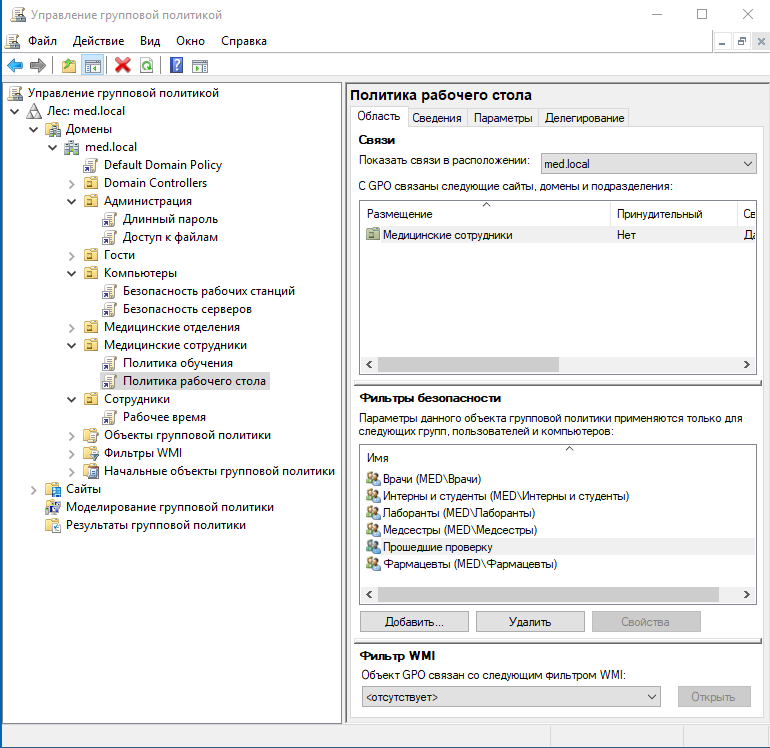 Управление групповой политикой
Файл Действие Вид Окно Справка
Управление групповой политикой
Лес: med.local
Домены
med.local
Default Domain Policy
Domain Controllers
Администрация
Длинный пароль
Доступ к файлам
Гости
Компьютеры
Безопасность рабочих станций
Безопасность серверов
Медицинские отделения
Медицинские сотрудники
Политика обучения
Политика рабочего стола
Сотрудники
Рабочее время
Объекты групповой политики
Фильтры WMI
Начальные объекты групповой политики
Сайты
Моделирование групповой политики
Результаты групповой политики
Политика рабочего стола
Область Сведения Параметры Делегирование
Связи
Показать связи в расположении: med.local
С GPO связаны следующие сайты, домены и подразделения:
Размещение Принудительный Св
Медицинские сотрудники Нет Да
Фильтры безопасности
Параметры данного объекта групповой политики применяются только для
следующих групп, пользователей и компьютеров:
Имя
Врачи (MED\Врачи)
Интерны и студенты (MED\Интерны и студенты)
Лаборанты (MED\Лаборанты)
Медсестры (MED\Медсестры)
Прошедшие проверку
Фармацевты (MED\Фармацевты)
Добавить... Удалить Свойства
Фильтр WMI
Объект GPO связан со следующим фильтром WMI:
<отсутствует> Открыть